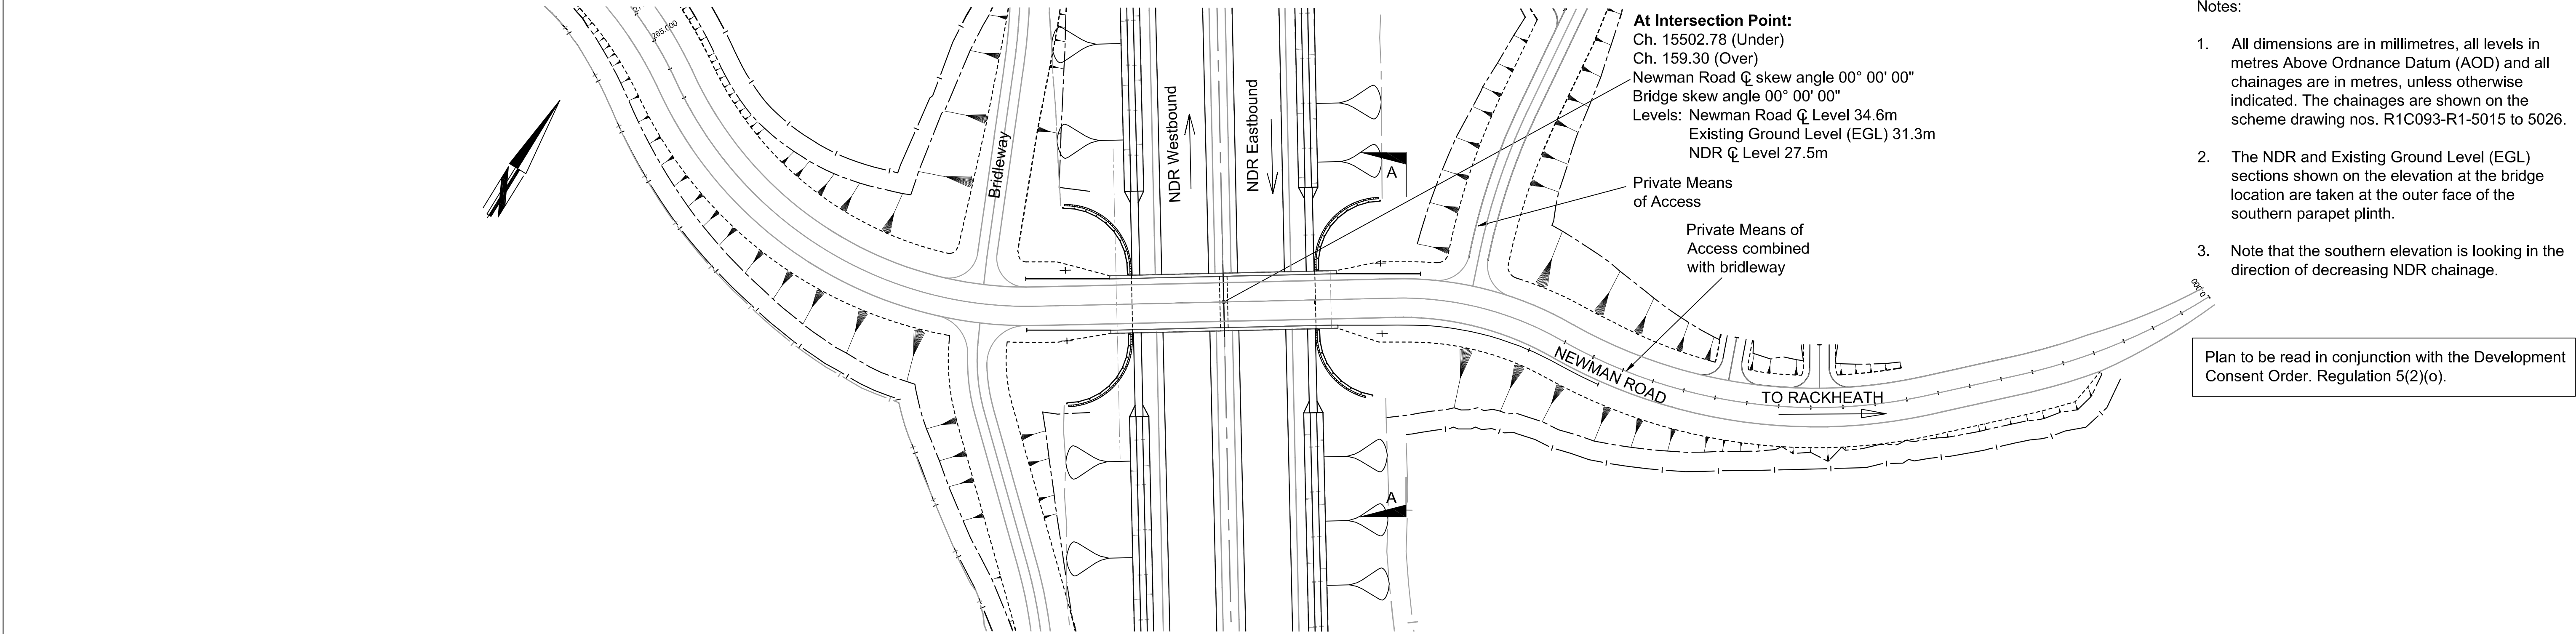 265.000
Bridleway
NDR Westbound
NDR Eastbound
At Intersection Point:
Ch. 15502.78 (Under)
Ch. 159.30 (Over)
Newman Road ℄ skew angle 00° 00' 00"
Bridge skew angle 00° 00' 00"
Levels: Newman Road ℄ Level 34.6m
Existing Ground Level (EGL) 31.3m
NDR ℄ Level 27.5m
A
Private Means
of Access
Private Means of
Access combined
with bridleway
NEWMAN ROAD
TO RACKHEATH
A
0.000
Notes:
1. All dimensions are in millimetres, all levels in
metres Above Ordnance Datum (AOD) and all
chainages are in metres, unless otherwise
indicated. The chainages are shown on the
scheme drawing nos. R1C093-R1-5015 to 5026.
2. The NDR and Existing Ground Level (EGL)
sections shown on the elevation at the bridge
location are taken at the outer face of the
southern parapet plinth.
3. Note that the southern elevation is looking in the
direction of decreasing NDR chainage.
Plan to be read in conjunction with the Development
Consent Order. Regulation 5(2)(o).